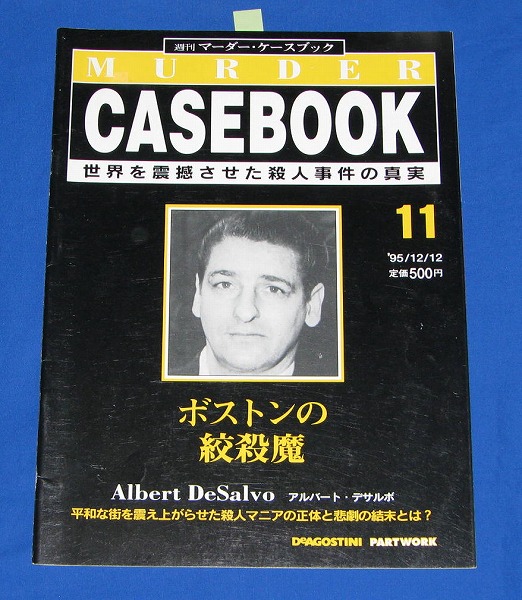 週刊 マーダー・ケースブック
MURDER
CASEBOOK
世界を震撼させた殺人事件の真実
11
'95/12/12
定価500円
ボストンの
絞殺魔
Albert DeSalvo アルバート・デサルボ
平和な街を震え上がらせた殺人マニアの正体と悲劇の結末とは?
DeAGOSTINI PARTWORK